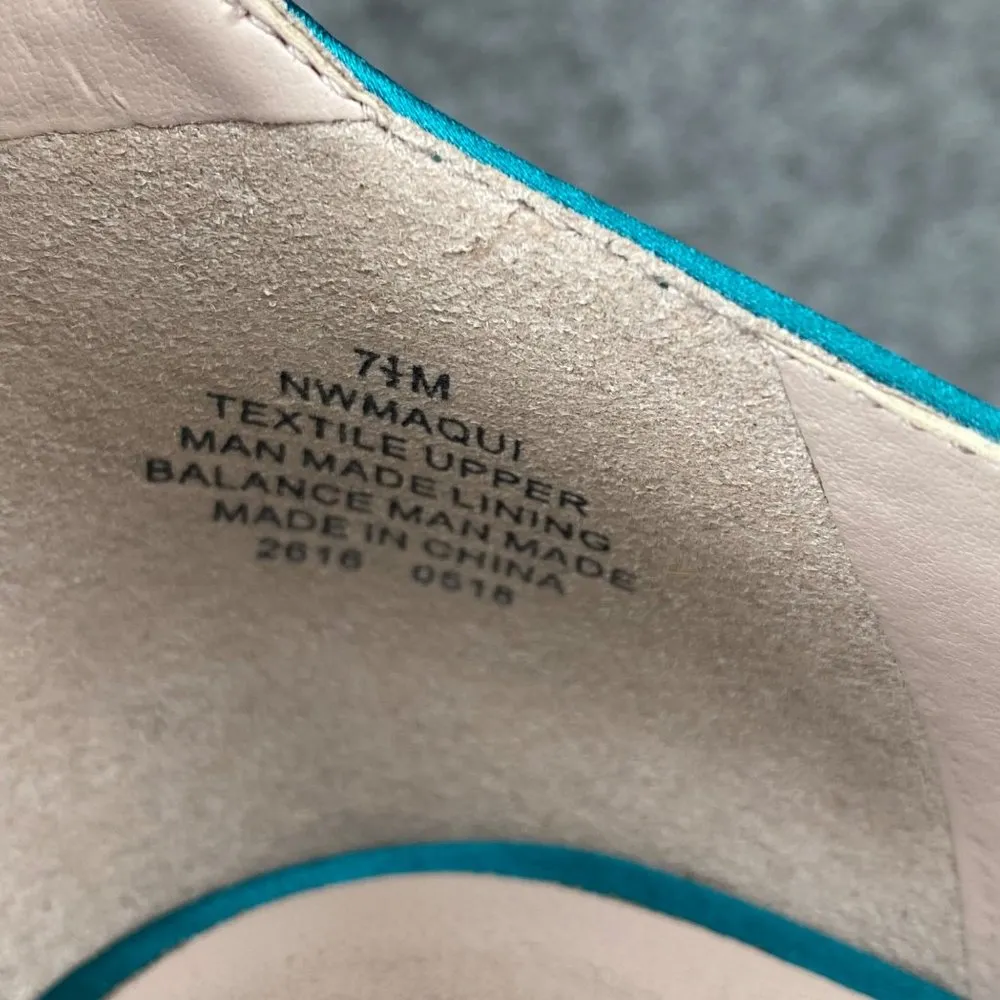 7½M
NWMAQUI
TEXTILE UPPER
MAN MADE LINING
BALANCE MAN MADE
MADE IN CHINA
2616 0518